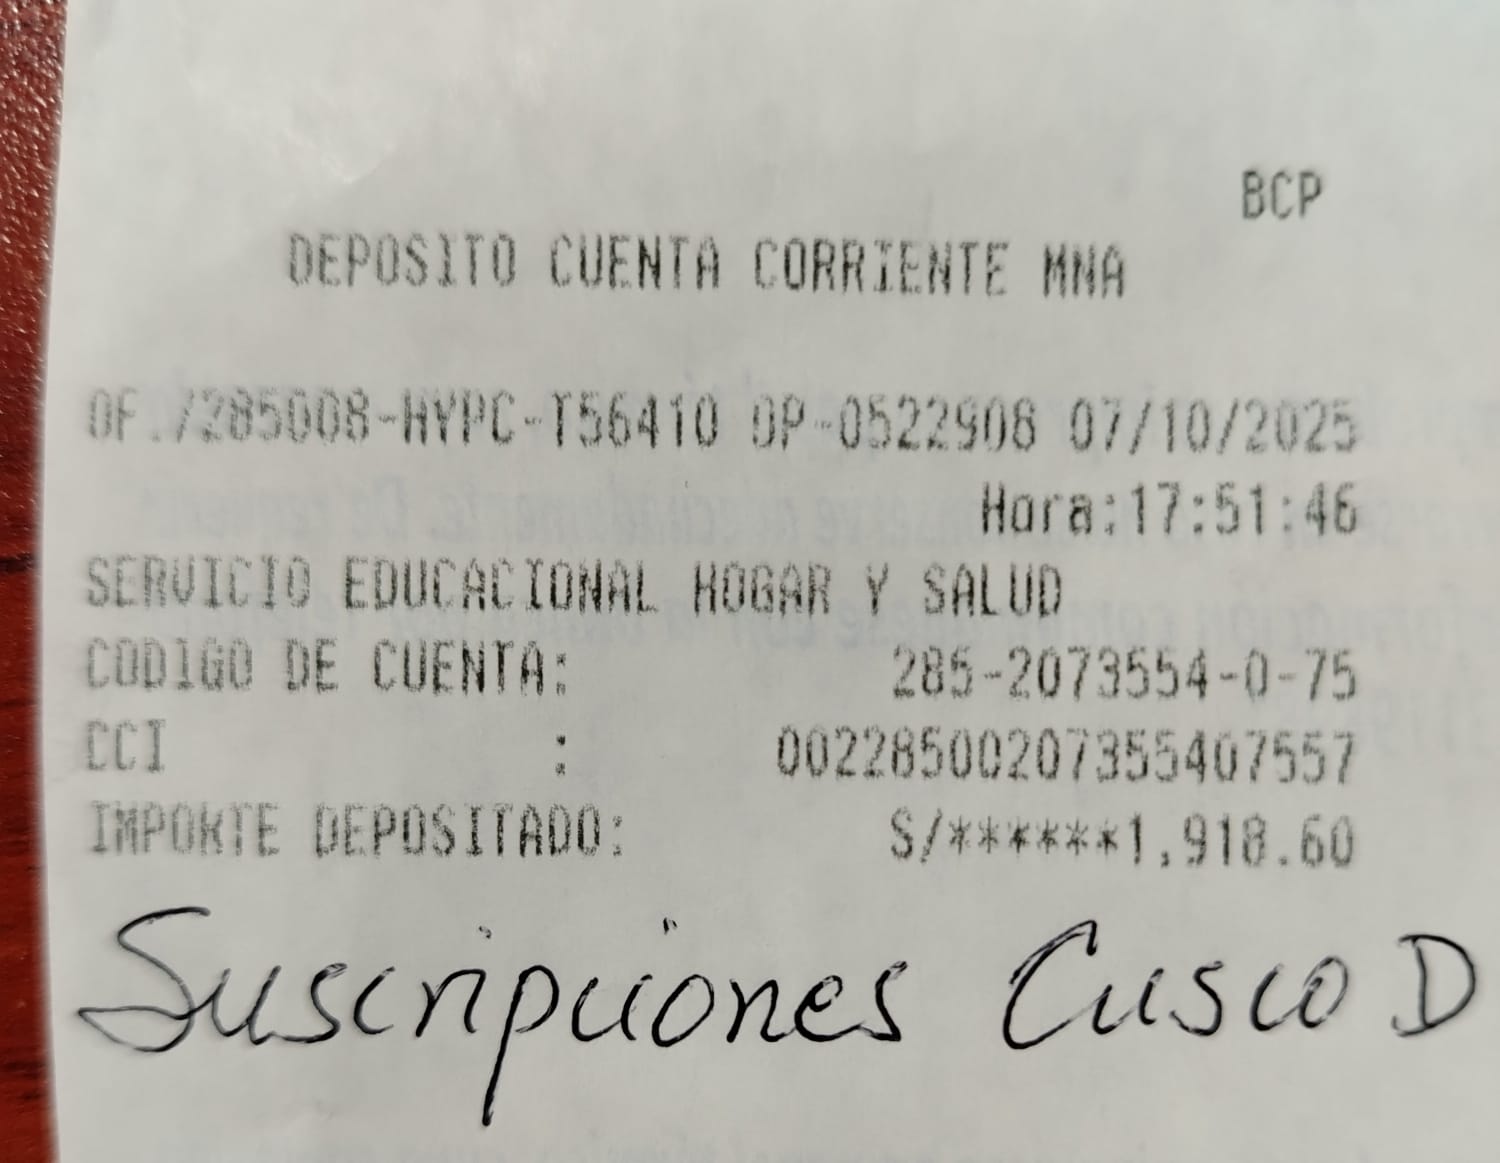 BCP
DEPOSITO CUENTA CORRIENTE MNA
OF./285008-HYPC-T56410 OP-0522908 07/10/2025
Hora:17:51:46
SERVICIO EDUCACIONAL HOGAR Y SALUD
CODIGO DE CUENTA: 285-2073554-0-75
CCI : 00228500207355407557
IMPORTE DEPOSITADO: S/******1,918.60
Suscripciones Cusco D